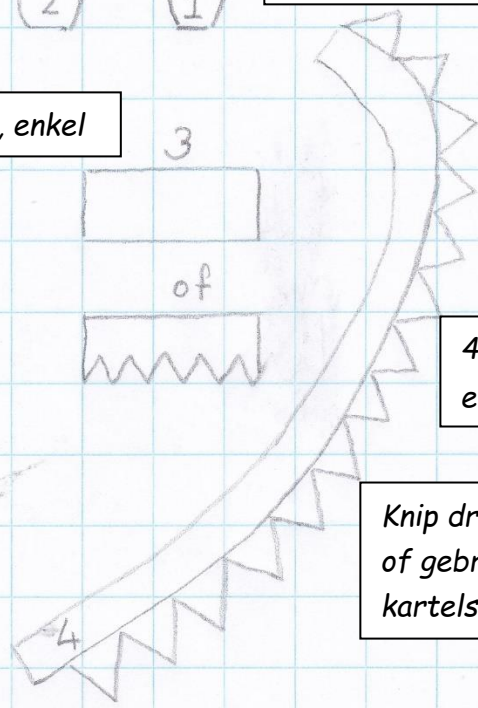 2 1
, enkel
3
of
4
e
Knip dr
of gebr
kartels
4